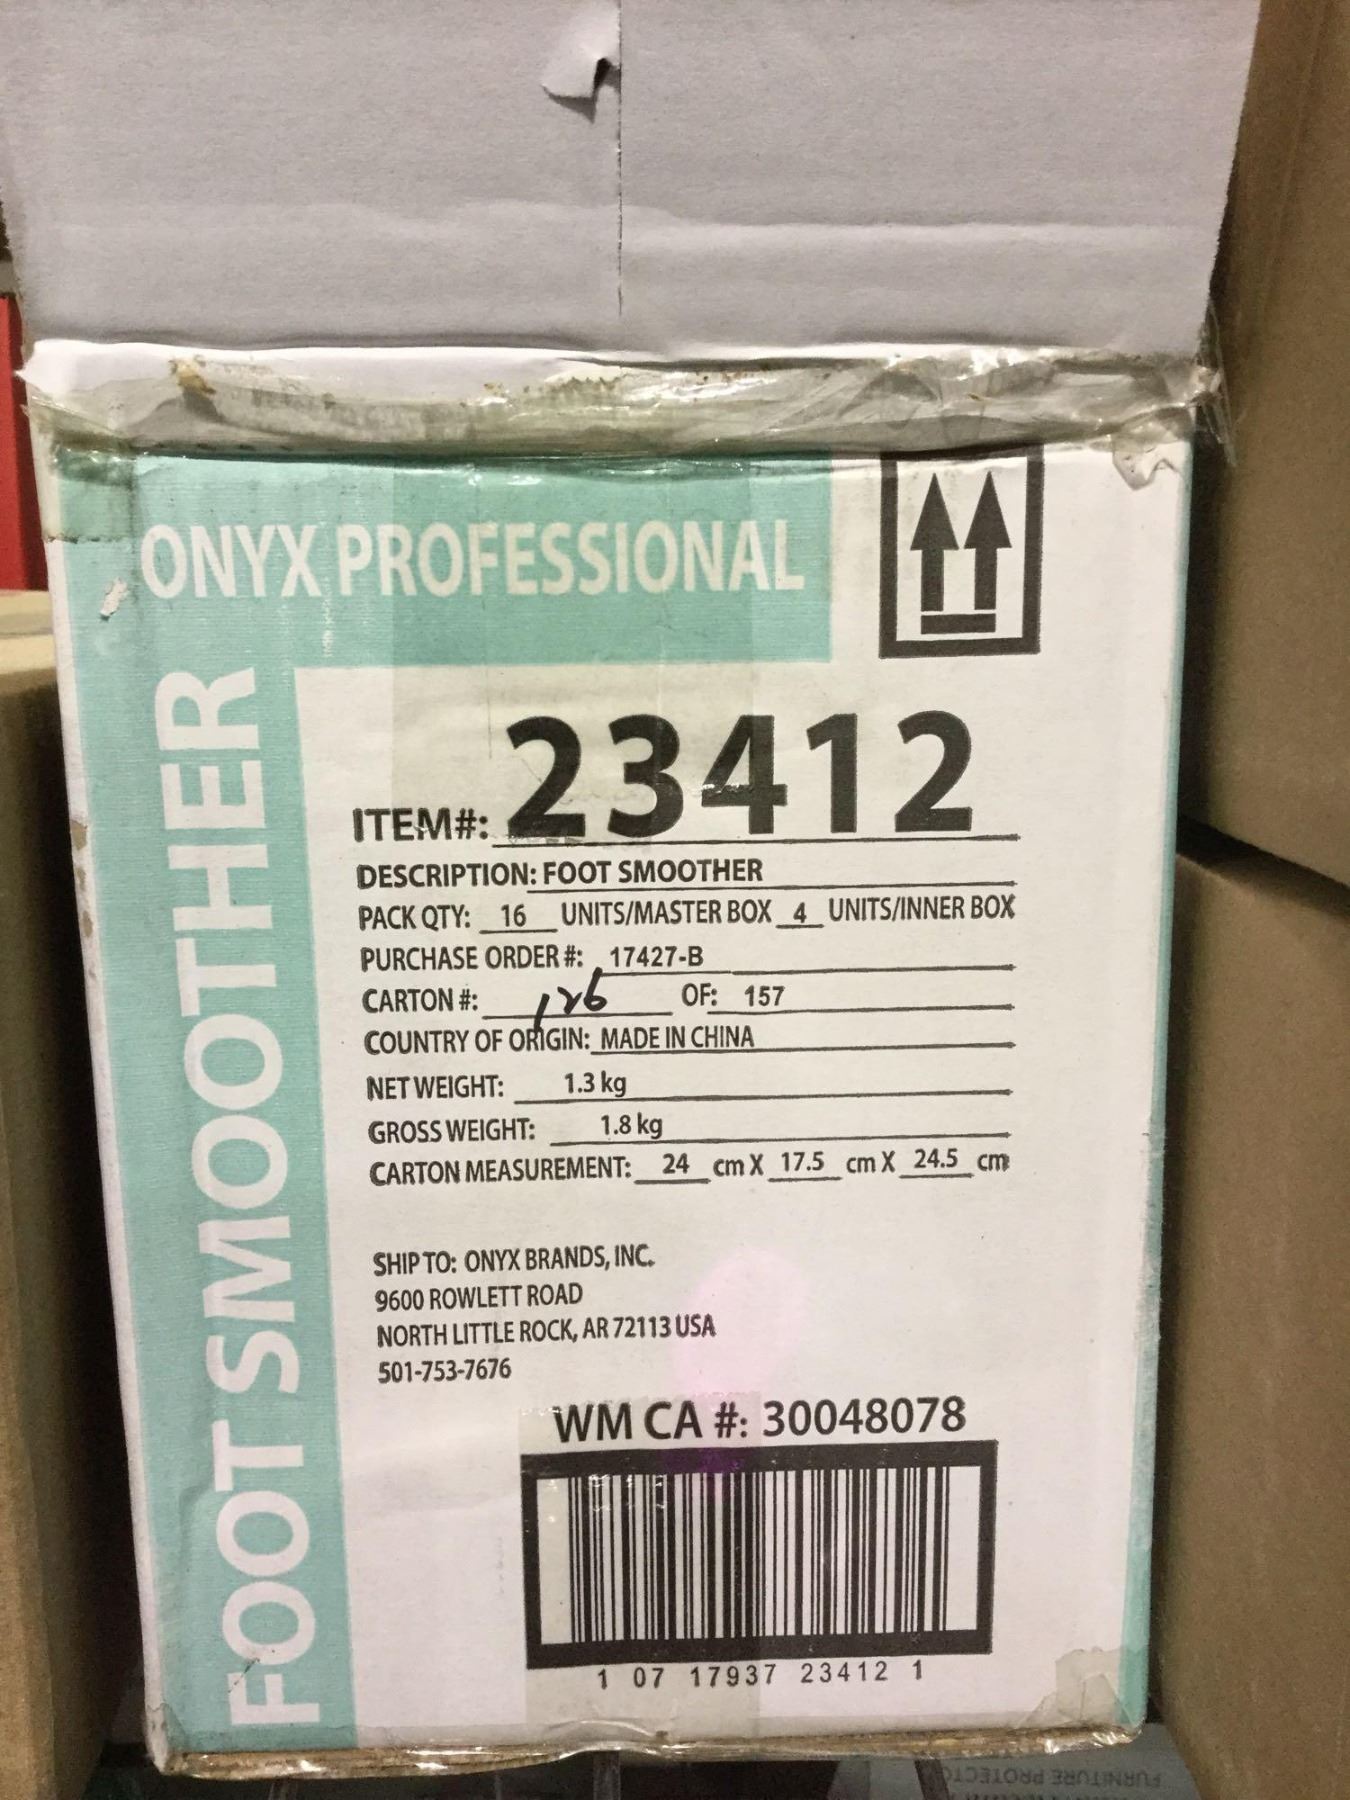 ONYX PROFESSIONAL
FOOT SMOOTHER
ITEM#: 23412
DESCRIPTION: FOOT SMOOTHER
PACK QTY: 16 UNITS/MASTER BOX 4 UNITS/INNER BOX
PURCHASE ORDER #: 17427-B
CARTON #: 126 OF: 157
COUNTRY OF ORIGIN: MADE IN CHINA
NET WEIGHT: 1.3 kg
GROSS WEIGHT: 1.8 kg
CARTON MEASUREMENT: 24 cm X 17.5 cm X 24.5 cm
SHIP TO: ONYX BRANDS, INC.
9600 ROWLETT ROAD
NORTH LITTLE ROCK, AR 72113 USA
501-753-7676
WM CA #: 30048078
1 07 17937 23412 1
FURNITURE PROTECTO